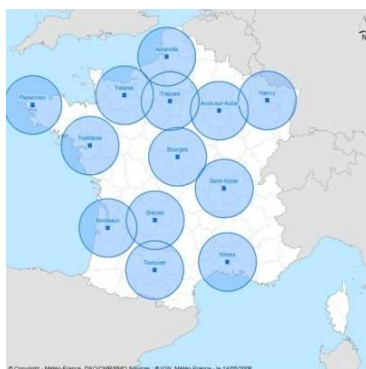 Abbeville
Falaise
Trappes
Arcis-sur-Aube
Nancy
Plabennec
Treillières
Bourges
Saint-Nizier
Bordeaux
Grèzes
Toulouse
Nîmes
N